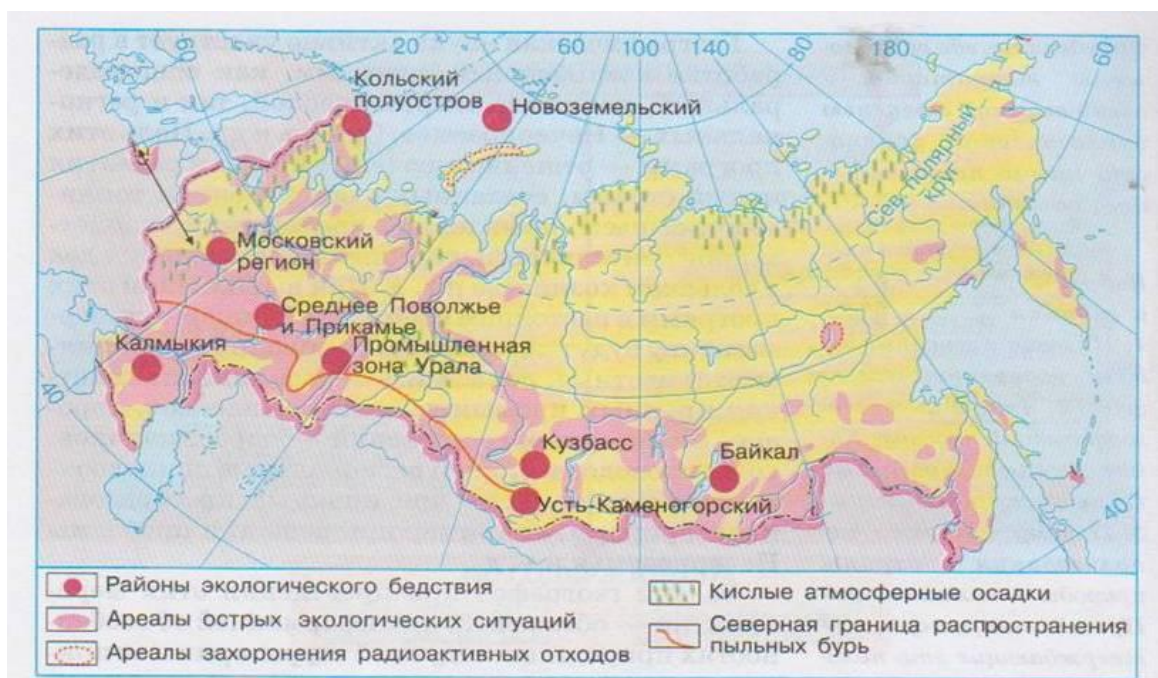 60
20
60
100
140
80
180
60
Кольский
полуостров
Новоземельский
Сев. полярный
круг
Московский
регион
Среднее Поволжье
и Прикамье
Калмыкия
Промышленная
зона Урала
40
Кузбасс
Байкал
Усть-Каменогорский
40
Районы экологического бедствия
Ареалы острых экологических ситуаций
Ареалы захоронения радиоактивных отходов
Кислые атмосферные осадки
Северная граница распространения
пыльных бурь